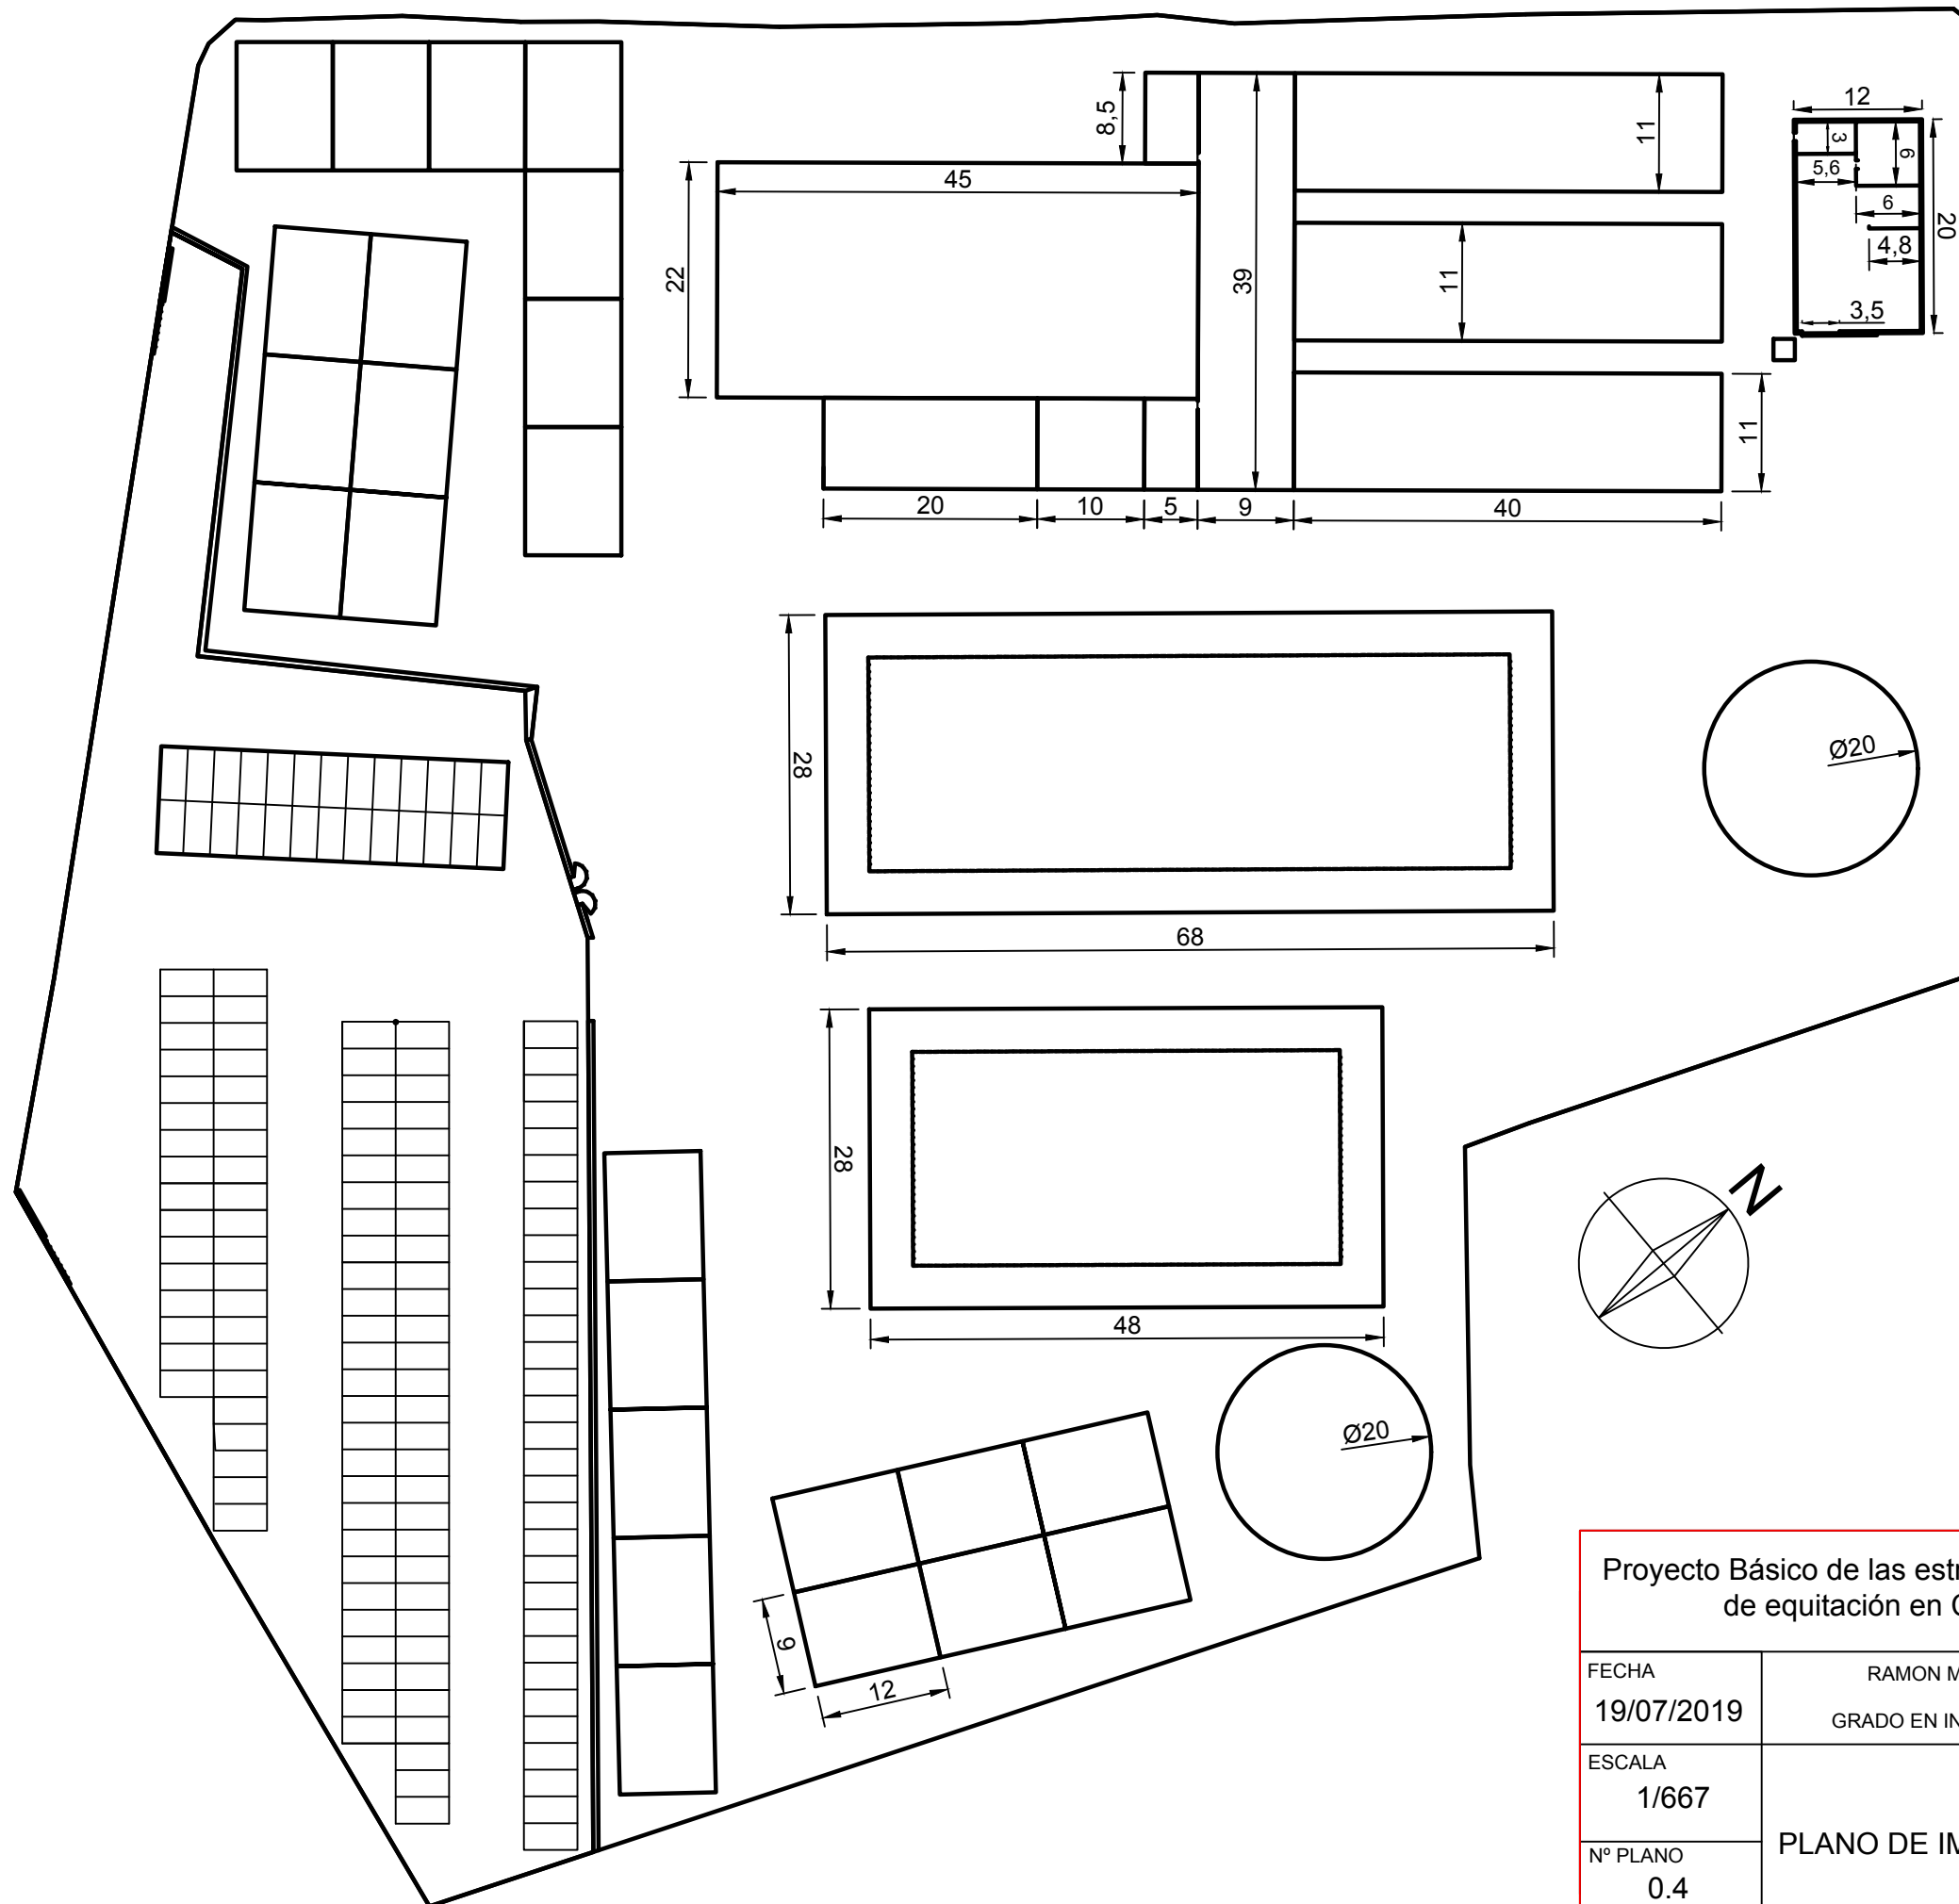 8,5
11
12
3
6
5,6
6
20
4,8
3,5
45
22
39
11
11
20
10
5
9
40
28
68
Ø20
28
48
N
Ø20
9
12
Proyecto Básico de las estr
de equitación en
FECHA
19/07/2019
RAMON M
GRADO EN IN
ESCALA
1/667
Nº PLANO
0.4
PLANO DE IM